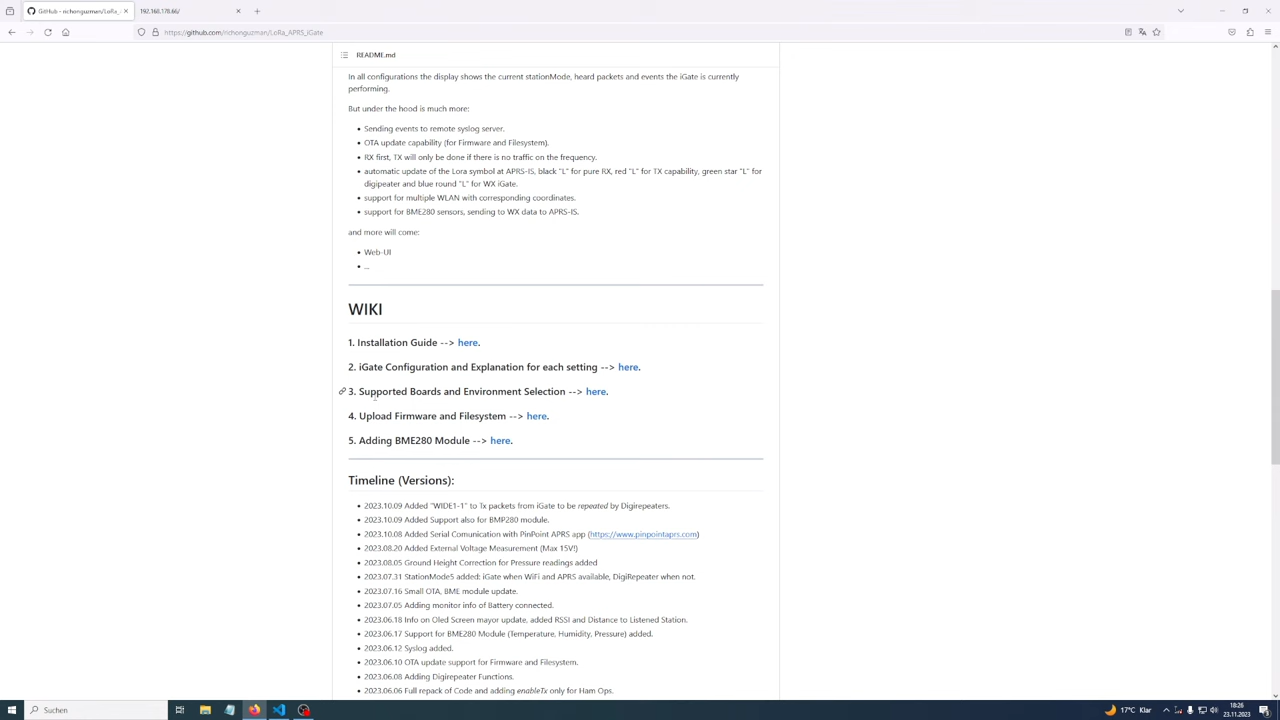 GitHub - richonguzman/LoRa_
192.168.178.66/
https://github.com/richonguzman/LoRa_APRS_iGate
README.md
In all configurations the display shows the current stationMode, heard packets and events the iGate is currently
performing.
But under the hood is much more:
• Sending events to remote syslog server.
• OTA update capability (for Firmware and Filesystem).
• RX first, TX will only be done if there is no traffic on the frequency.
• automatic update of the Lora symbol at APRS-IS, black "L" for pure RX, red "L" for TX capability, green star "L" for
digipeater and blue round "L" for WX iGate.
• support for multiple WLAN with corresponding coordinates.
• support for BME280 sensors, sending to WX data to APRS-IS.
and more will come:
• Web-UI
• ...
WIKI
1. Installation Guide --> here.
2. iGate Configuration and Explanation for each setting --> here.
3. Supported Boards and Environment Selection --> here.
4. Upload Firmware and Filesystem --> here.
5. Adding BME280 Module --> here.
Timeline (Versions):
• 2023.10.09 Added "WIDE1-1" to Tx packets from iGate to be repeated by Digirepeaters.
• 2023.10.09 Added Support also for BMP280 module.
• 2023.10.08 Added Serial Comunication with PinPoint APRS app (https://www.pinpointaprs.com)
• 2023.08.20 Added External Voltage Measurement (Max 15V!)
• 2023.08.05 Ground Height Correction for Pressure readings added
• 2023.07.31 StationMode5 added: iGate when WiFi and APRS available, DigiRepeater when not.
• 2023.07.16 Small OTA, BME module update.
• 2023.07.05 Adding monitor info of Battery connected.
• 2023.06.18 Info on Oled Screen mayor update, added RSSI and Distance to Listened Station.
• 2023.06.17 Support for BME280 Module (Temperature, Humidity, Pressure) added.
• 2023.06.12 Syslog added.
• 2023.06.10 OTA update support for Firmware and Filesystem.
• 2023.06.08 Adding Digirepeater Functions.
• 2023.06.06 Full repack of Code and adding enableTx only for Ham Ops.
Suchen
17°C Klar
18:26
23.11.2023